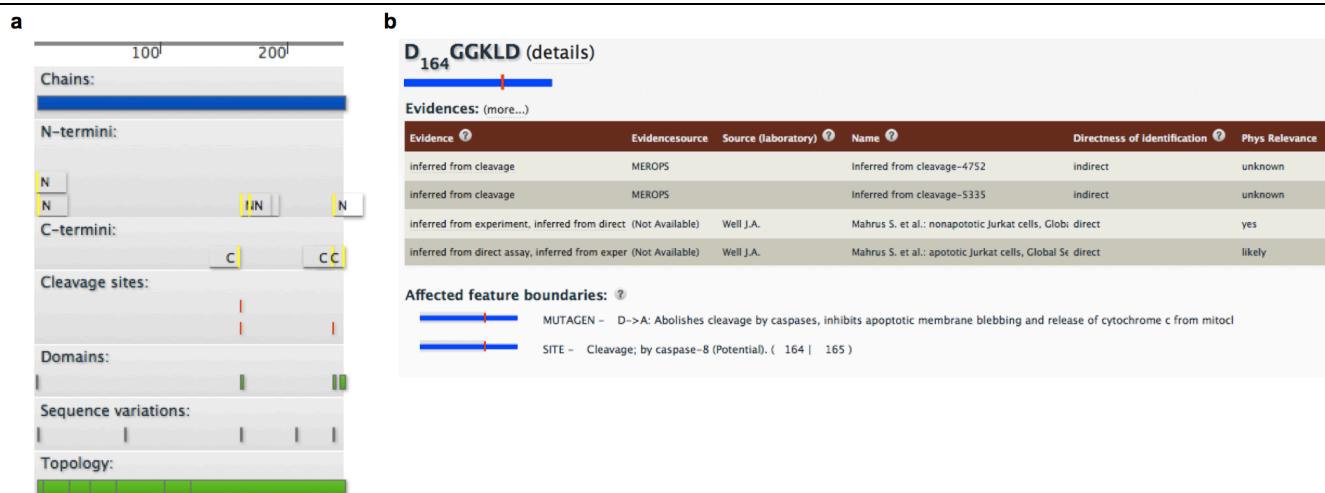 a
100 200
Chains:
N-termini:
N
N NN N
C-termini:
C C C
Cleavage sites:
Domains:
Sequence variations:
Topology:
b
D164GGKLD (details)
Evidences: (more...)
Evidence ? Evidencesource Source (laboratory) ? Name ? Directness of identification ? Phys Relevance
inferred from cleavage MEROPS Inferred from cleavage-4752 indirect unknown
inferred from cleavage MEROPS Inferred from cleavage-5335 indirect unknown
inferred from experiment, inferred from direct (Not Available) Well J.A. Mahrus S. et al.: nonapototic Jurkat cells, Globa direct yes
inferred from direct assay, inferred from exper (Not Available) Well J.A. Mahrus S. et al.: apototic Jurkat cells, Global Se direct likely
Affected feature boundaries: ?
MUTAGEN - D->A: Abolishes cleavage by caspases, inhibits apoptotic membrane blebbing and release of cytochrome c from mitocl
SITE - Cleavage; by caspase-8 (Potential). ( 164 | 165 )